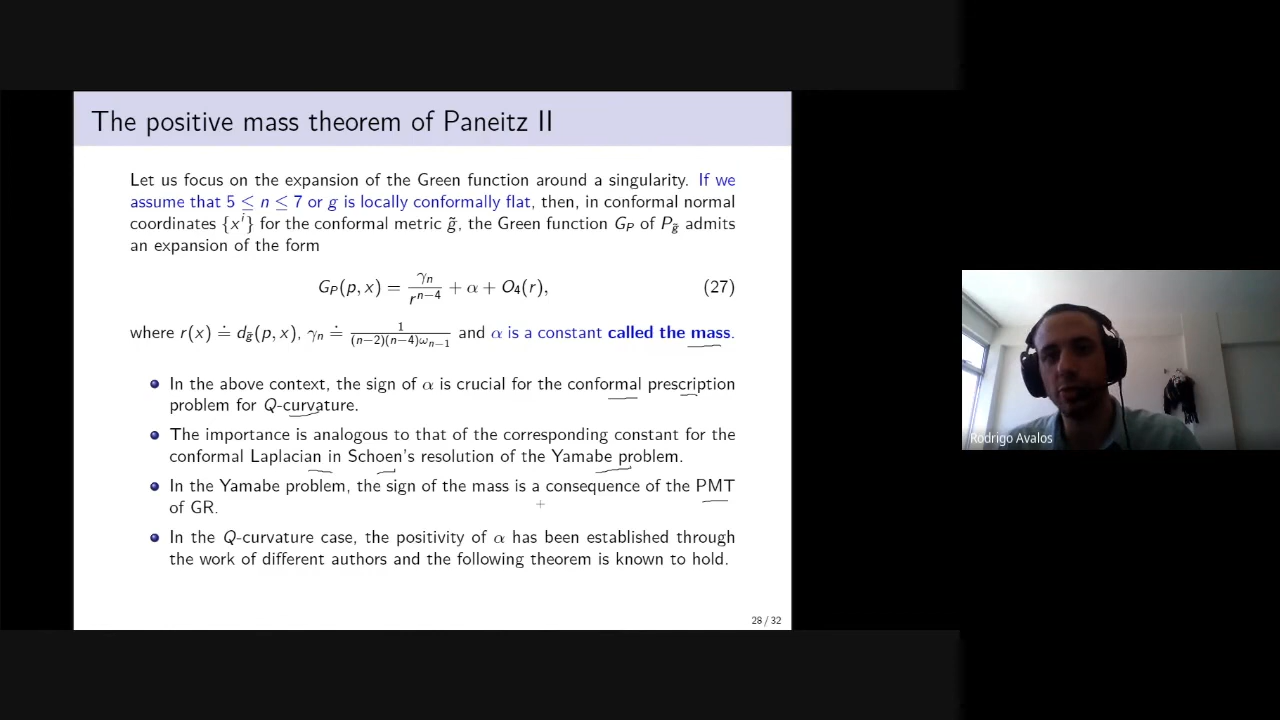 The positive mass theorem of Paneitz II
Let us focus on the expansion of the Green function around a singularity. If we
assume that 5 ≤ n ≤ 7 or g is locally conformally flat, then, in conformal normal
coordinates {xⁱ} for the conformal metric g̃, the Green function G_P of P_g̃ admits
an expansion of the form
G_P(p, x) = γ_n / r^{n−4} + α + O₄(r), (27)
where r(x) ≐ d_g̃(p, x), γ_n ≐ 1 / ((n−2)(n−4)ω_{n−1}) and α is a constant called the mass.
In the above context, the sign of α is crucial for the conformal prescription
problem for Q-curvature.
The importance is analogous to that of the corresponding constant for the
conformal Laplacian in Schoen's resolution of the Yamabe problem.
In the Yamabe problem, the sign of the mass is a consequence of the PMT
of GR.
In the Q-curvature case, the positivity of α has been established through
the work of different authors and the following theorem is known to hold.
28 / 32
Rodrigo Avalos